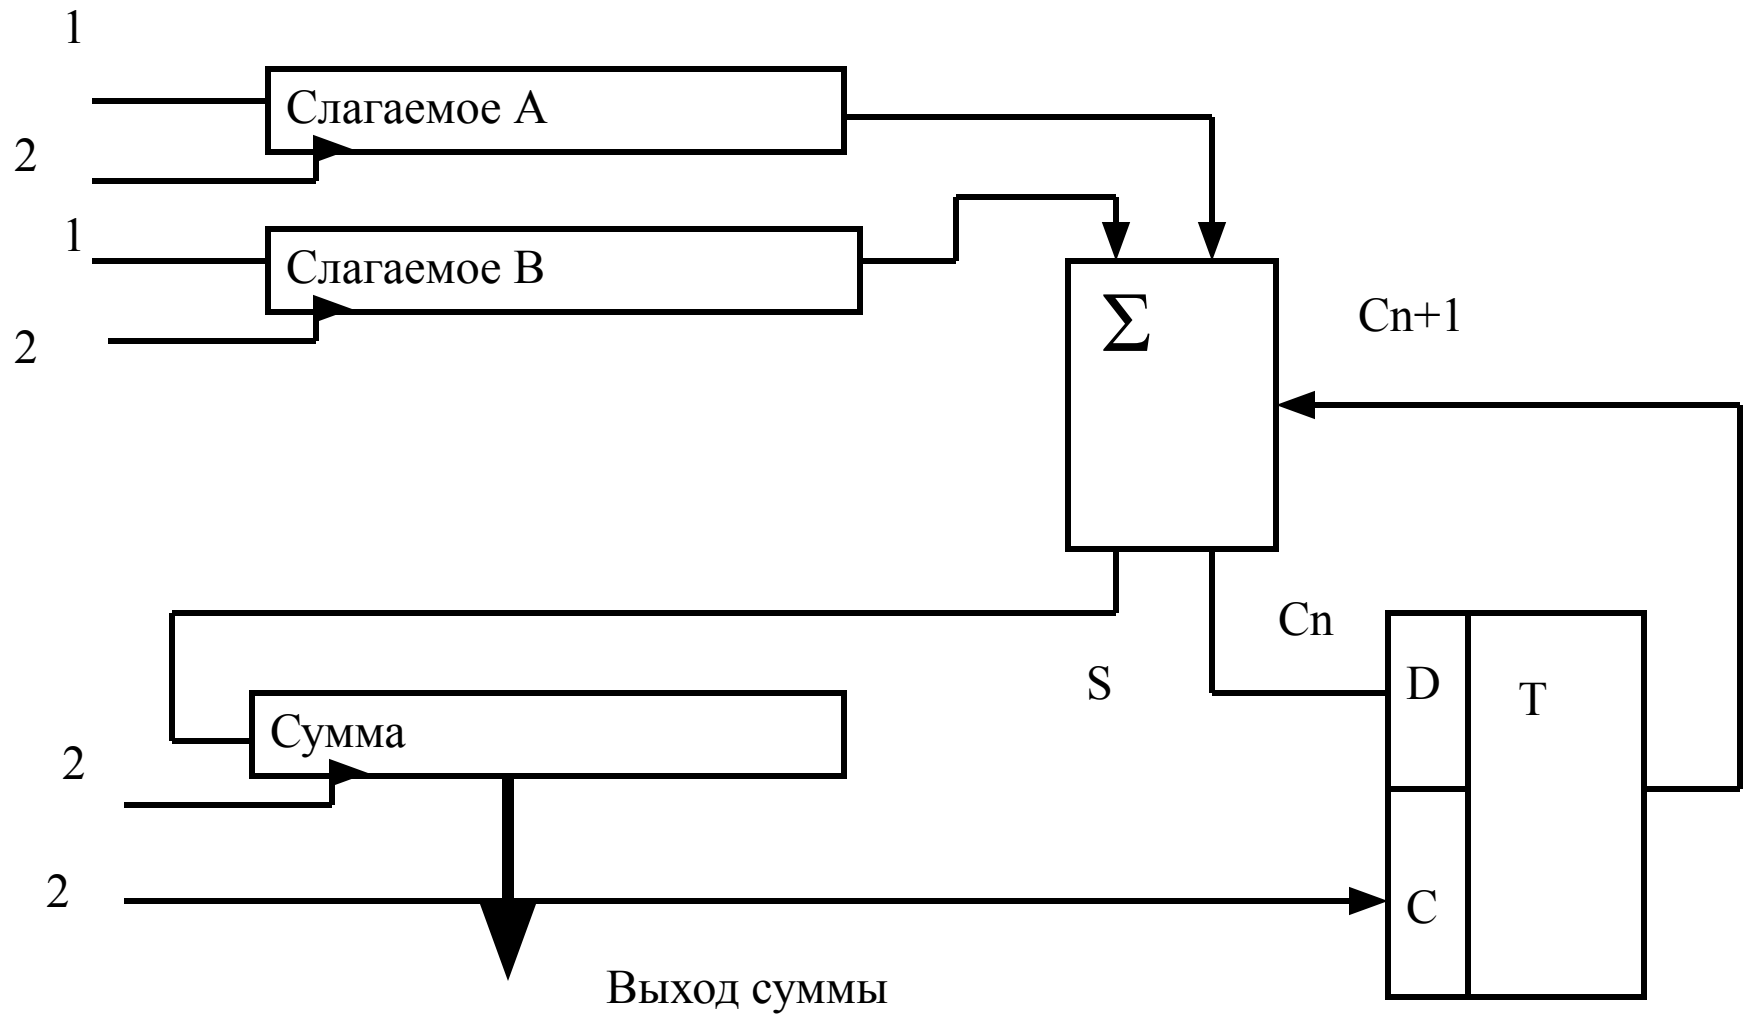 1
Слагаемое А
2
1
Слагаемое В
2
Σ
Cn+1
Cn
S
D
T
Сумма
2
2
C
Выход суммы